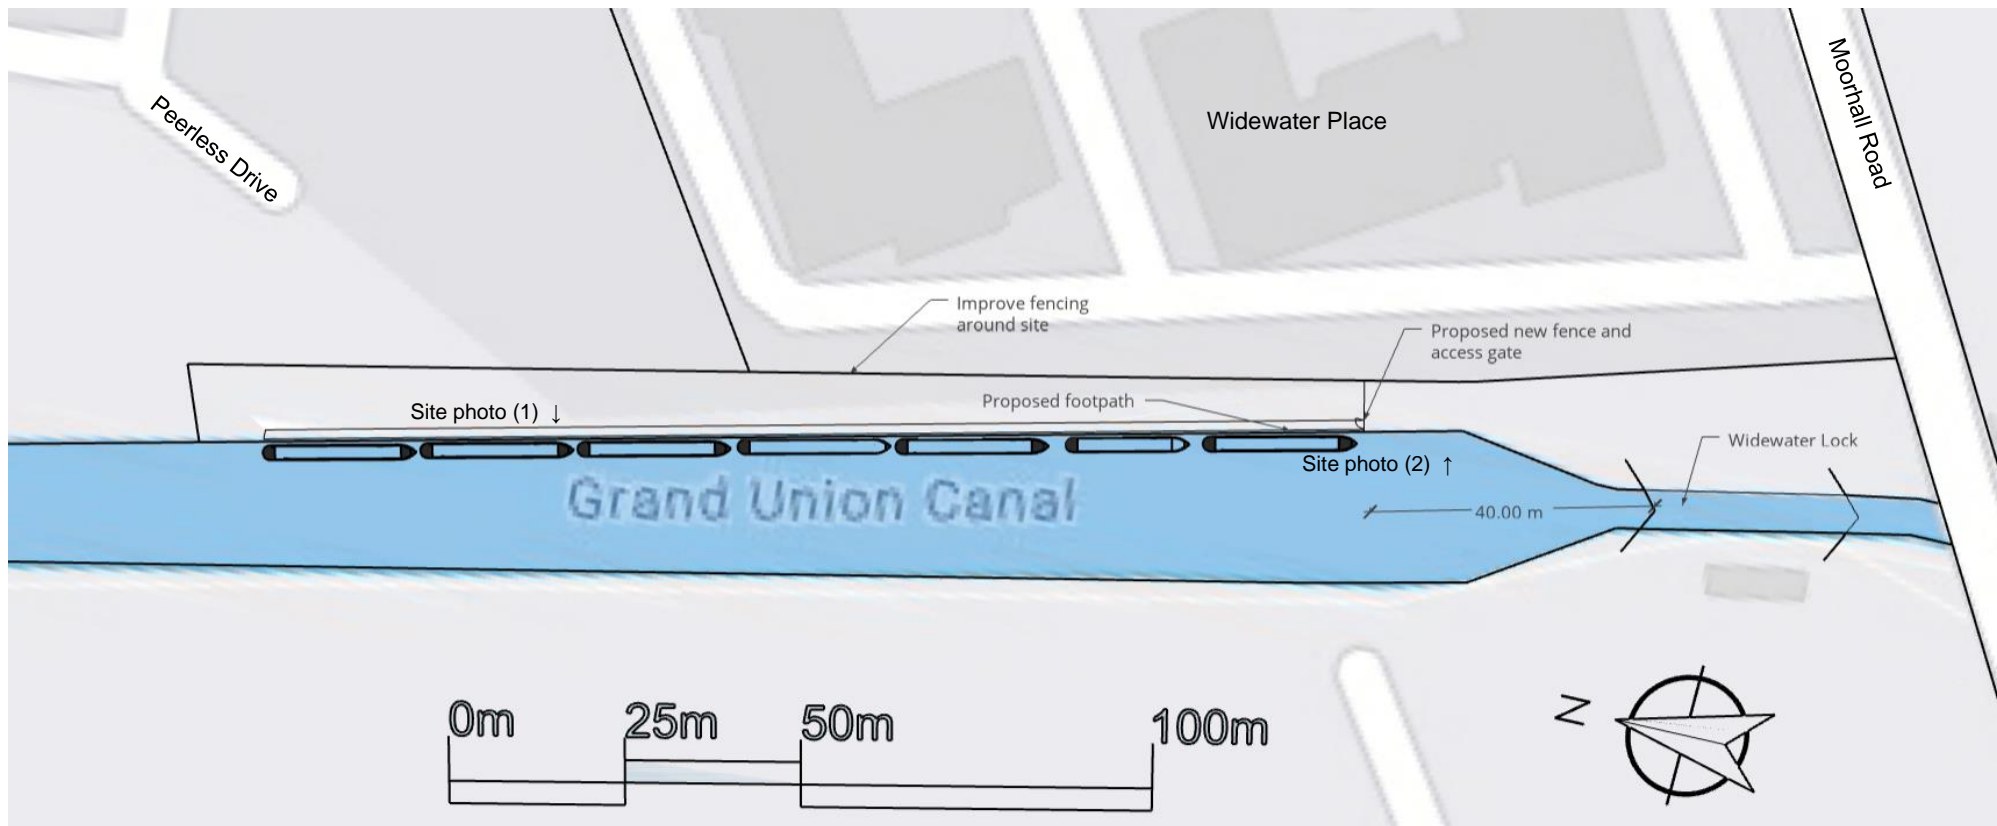 Peerless Drive
Widewater Place
Moorhall Road
Improve fencing
around site
Proposed new fence and
access gate
Site photo (1) ↓
Proposed footpath
Site photo (2) ↑
Widewater Lock
Grand Union Canal
40.00 m
0m 25m 50m 100m
N